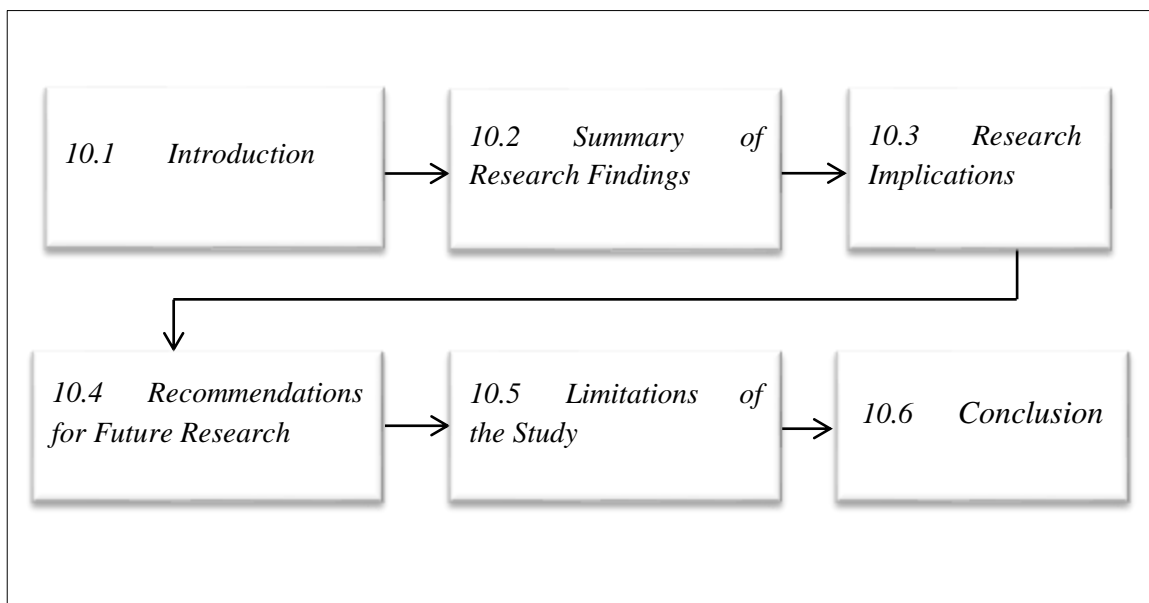 10.1 Introduction
10.2 Summary of
Research Findings
10.3 Research
Implications
10.4 Recommendations
for Future Research
10.5 Limitations of
the Study
10.6 Conclusion